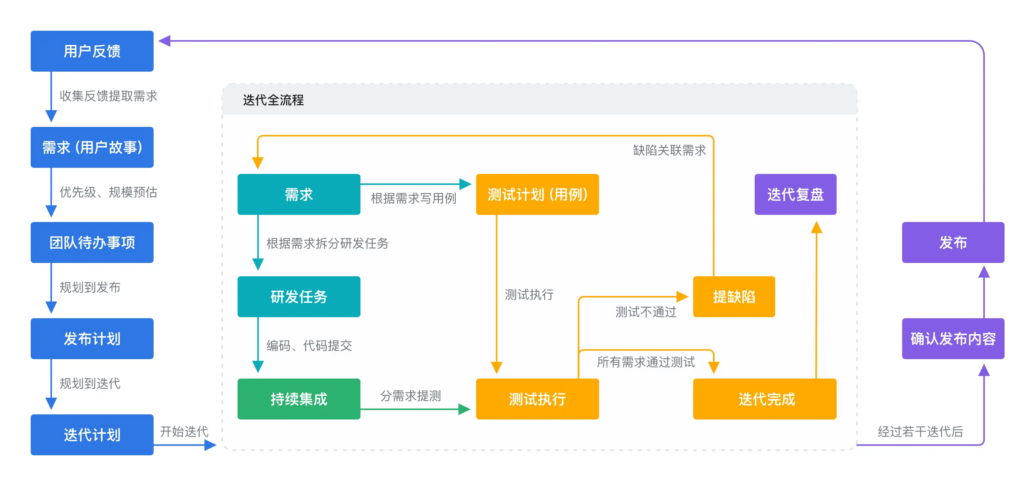 用户反馈
收集反馈提取需求
需求 (用户故事)
优先级、规模预估
团队待办事项
规划到发布
发布计划
规划到迭代
迭代计划
开始迭代
迭代全流程
缺陷关联需求
需求
根据需求写用例
测试计划 (用例)
迭代复盘
根据需求拆分研发任务
研发任务
测试执行
提缺陷
测试不通过
编码、代码提交
所有需求通过测试
持续集成
分需求提测
测试执行
迭代完成
经过若干迭代后
确认发布内容
发布